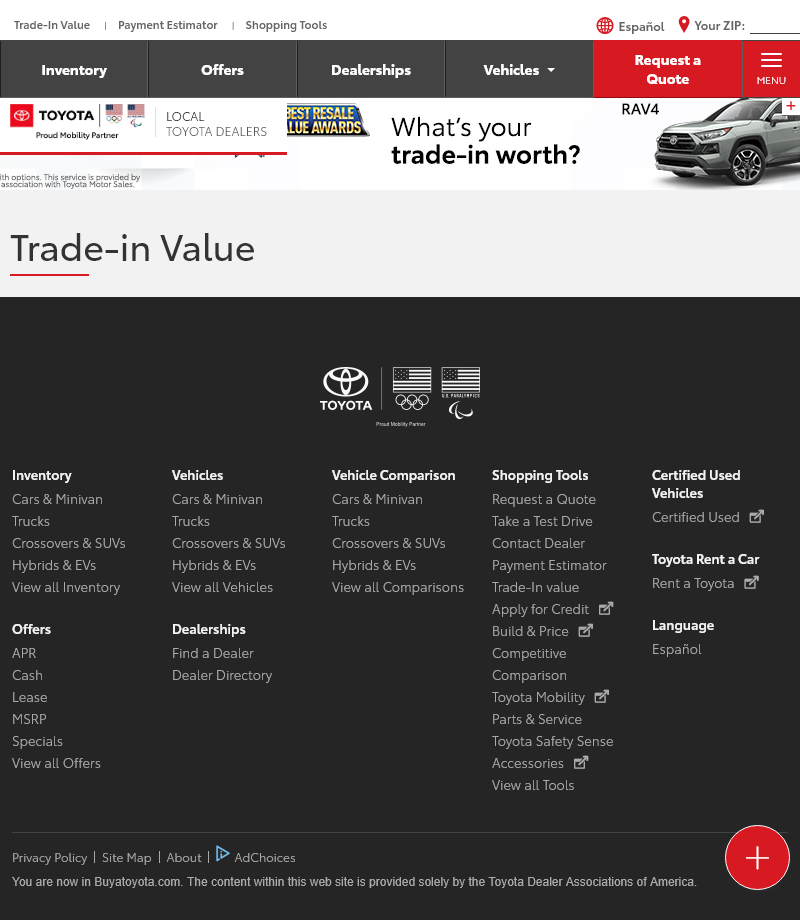 Trade-In Value | Payment Estimator | Shopping Tools
Español Your ZIP:
Inventory Offers Dealerships Vehicles Request a Quote MENU
TOYOTA
Proud Mobility Partner
LOCAL
TOYOTA DEALERS
BEST RESALE
VALUE AWARDS
What's your
trade-in worth?
RAV4
+
ith options. This service is provided by
association with Toyota Motor Sales.
Trade-in Value
TOYOTA
U.S. PARALYMPICS
Proud Mobility Partner
Inventory
Cars & Minivan
Trucks
Crossovers & SUVs
Hybrids & EVs
View all Inventory
Offers
APR
Cash
Lease
MSRP
Specials
View all Offers
Vehicles
Cars & Minivan
Trucks
Crossovers & SUVs
Hybrids & EVs
View all Vehicles
Dealerships
Find a Dealer
Dealer Directory
Vehicle Comparison
Cars & Minivan
Trucks
Crossovers & SUVs
Hybrids & EVs
View all Comparisons
Shopping Tools
Request a Quote
Take a Test Drive
Contact Dealer
Payment Estimator
Trade-In value
Apply for Credit
Build & Price
Competitive
Comparison
Toyota Mobility
Parts & Service
Toyota Safety Sense
Accessories
View all Tools
Certified Used
Vehicles
Certified Used
Toyota Rent a Car
Rent a Toyota
Language
Español
Privacy Policy | Site Map | About | AdChoices
You are now in Buyatoyota.com. The content within this web site is provided solely by the Toyota Dealer Associations of America.